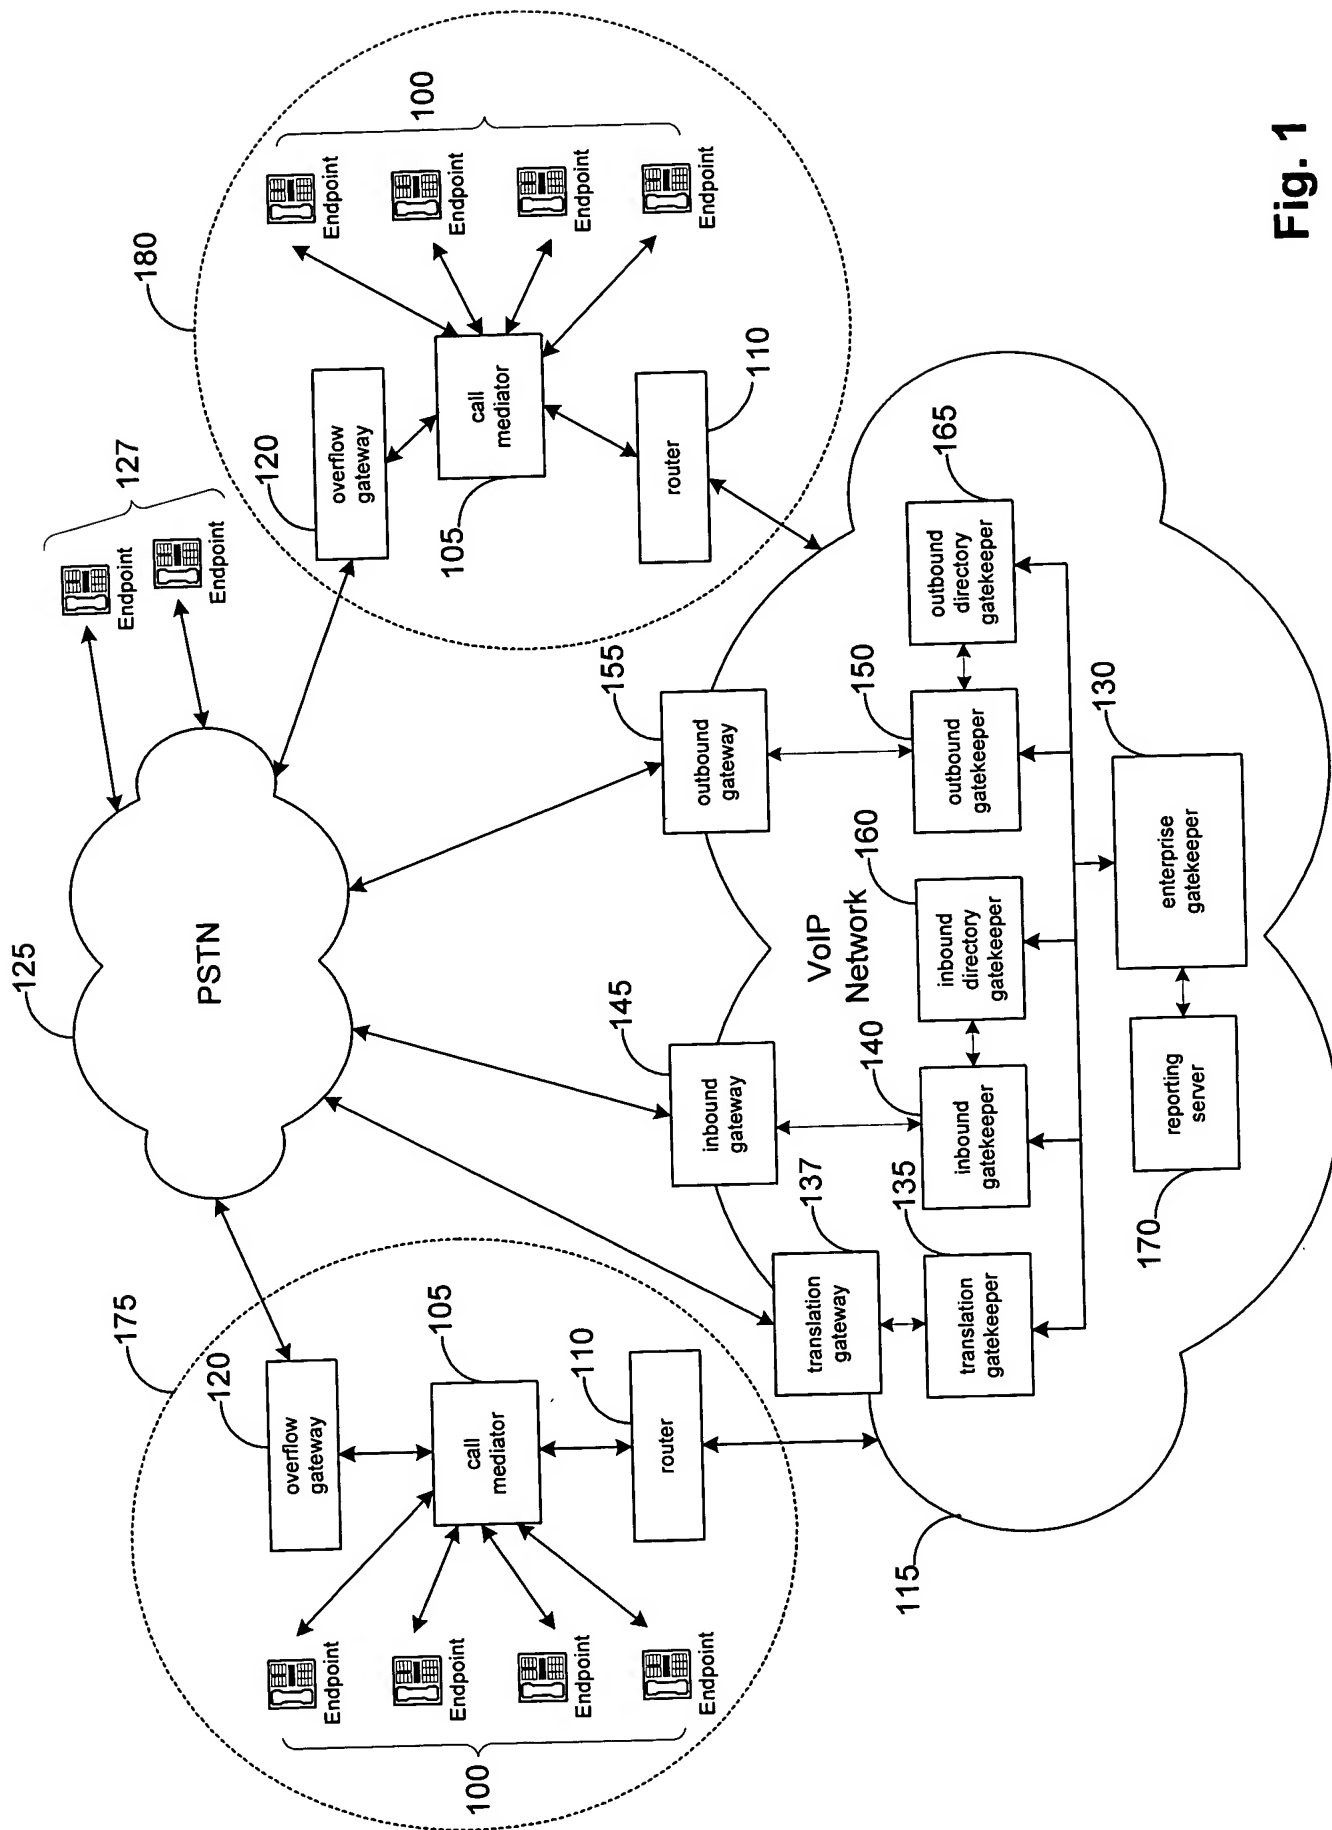 175
120
overflow
gateway
105
call
mediator
110
router
Endpoint
Endpoint
Endpoint
Endpoint
100
125
PSTN
127
Endpoint
Endpoint
180
120
overflow
gateway
105
call
mediator
110
router
100
Endpoint
Endpoint
Endpoint
Endpoint
115
VoIP
Network
137
translation
gateway
135
translation
gatekeeper
145
inbound
gateway
140
inbound
gatekeeper
160
inbound
directory
gatekeeper
155
outbound
gateway
150
outbound
gatekeeper
165
outbound
directory
gatekeeper
170
reporting
server
130
enterprise
gatekeeper
Fig. 1